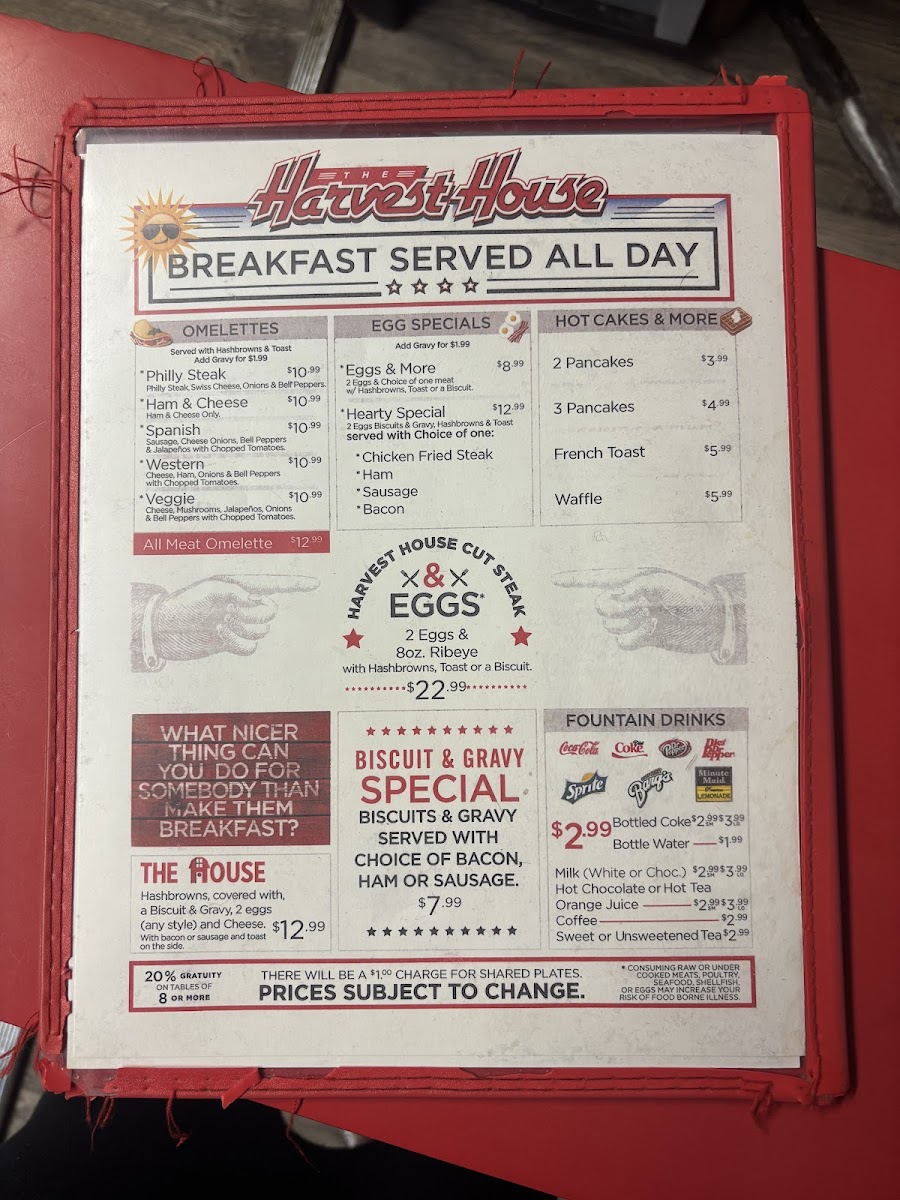 THE
Harvest House
BREAKFAST SERVED ALL DAY
OMELETTES
Served with Hashbrowns & Toast
Add Gravy for $1.99
*Philly Steak $10.99
Philly Steak, Swiss Cheese, Onions & Bell Peppers.
*Ham & Cheese $10.99
Ham & Cheese Only.
*Spanish $10.99
Sausage, Cheese Onions, Bell Peppers
& Jalapeños with Chopped Tomatoes.
*Western $10.99
Cheese, Ham, Onions & Bell Peppers
with Chopped Tomatoes.
*Veggie $10.99
Cheese, Mushrooms, Jalapeños, Onions
& Bell Peppers with Chopped Tomatoes.
All Meat Omelette $12.99
EGG SPECIALS
Add Gravy for $1.99
*Eggs & More $8.99
2 Eggs & Choice of one meat
w/ Hashbrowns, Toast or a Biscuit.
*Hearty Special $12.99
2 Eggs Biscuits & Gravy, Hashbrowns & Toast
served with Choice of one:
*Chicken Fried Steak
*Ham
*Sausage
*Bacon
HOT CAKES & MORE
2 Pancakes $3.99
3 Pancakes $4.99
French Toast $5.99
Waffle $5.99
HARVEST HOUSE CUT STEAK
&
EGGS*
2 Eggs &
8oz. Ribeye
with Hashbrowns, Toast or a Biscuit.
$22.99
WHAT NICER
THING CAN
YOU DO FOR
SOMEBODY THAN
MAKE THEM
BREAKFAST?
THE HOUSE
Hashbrowns, covered with,
a Biscuit & Gravy, 2 eggs
(any style) and Cheese. $12.99
With bacon or sausage and toast
on the side.
BISCUIT & GRAVY
SPECIAL
BISCUITS & GRAVY
SERVED WITH
CHOICE OF BACON,
HAM OR SAUSAGE.
$7.99
FOUNTAIN DRINKS
Coca-Cola Diet Coke Dr Pepper Diet Dr Pepper
Sprite Barq's Minute Maid LEMONADE
$2.99
Bottled Coke $2.99 SM $3.99 LG
Bottle Water $1.99
Milk (White or Choc.) $2.99 SM $3.99 LG
Hot Chocolate or Hot Tea
Orange Juice $2.99 SM $3.99 LG
Coffee $2.99
Sweet or Unsweetened Tea $2.99
20% GRATUITY
ON TABLES OF
8 OR MORE
THERE WILL BE A $1.00 CHARGE FOR SHARED PLATES.
PRICES SUBJECT TO CHANGE.
* CONSUMING RAW OR UNDER
COOKED MEATS, POULTRY,
SEAFOOD, SHELLFISH,
OR EGGS MAY INCREASE YOUR
RISK OF FOOD BORNE ILLNESS.